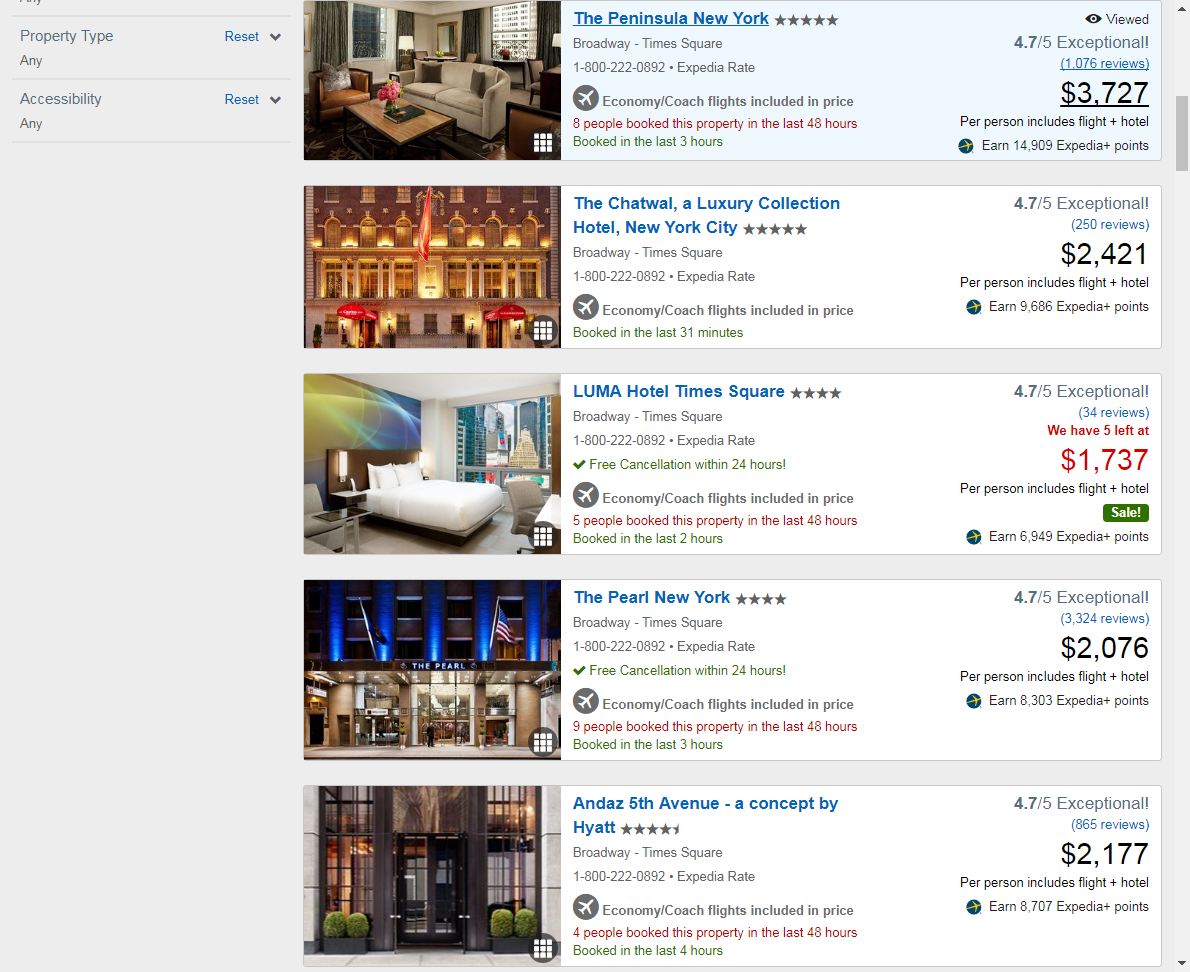 Any
Property Type Reset
Any
Accessibility Reset
Any
The Peninsula New York
Viewed
Broadway - Times Square
4.7/5 Exceptional!
1-800-222-0892 • Expedia Rate
(1,076 reviews)
$3,727
Economy/Coach flights included in price
Per person includes flight + hotel
8 people booked this property in the last 48 hours
Booked in the last 3 hours
Earn 14,909 Expedia+ points
The Chatwal, a Luxury Collection
Hotel, New York City
4.7/5 Exceptional!
(250 reviews)
Broadway - Times Square
$2,421
1-800-222-0892 • Expedia Rate
Per person includes flight + hotel
Economy/Coach flights included in price
Earn 9,686 Expedia+ points
Booked in the last 31 minutes
LUMA Hotel Times Square
4.7/5 Exceptional!
Broadway - Times Square
(34 reviews)
We have 5 left at
1-800-222-0892 • Expedia Rate
$1,737
Free Cancellation within 24 hours!
Per person includes flight + hotel
Economy/Coach flights included in price
Sale!
5 people booked this property in the last 48 hours
Booked in the last 2 hours
Earn 6,949 Expedia+ points
THE PEARL
The Pearl New York
4.7/5 Exceptional!
Broadway - Times Square
(3,324 reviews)
1-800-222-0892 • Expedia Rate
$2,076
Free Cancellation within 24 hours!
Per person includes flight + hotel
Economy/Coach flights included in price
Earn 8,303 Expedia+ points
9 people booked this property in the last 48 hours
Booked in the last 3 hours
Andaz 5th Avenue - a concept by
Hyatt
4.7/5 Exceptional!
(865 reviews)
Broadway - Times Square
$2,177
1-800-222-0892 • Expedia Rate
Per person includes flight + hotel
Economy/Coach flights included in price
Earn 8,707 Expedia+ points
4 people booked this property in the last 48 hours
Booked in the last 4 hours